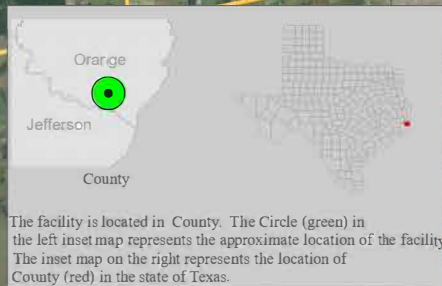 Orange
Jefferson
County
The facility is located in County. The Circle (green) in
the left inset map represents the approximate location of the facility
The inset map on the right represents the location of
County (red) in the state of Texas.